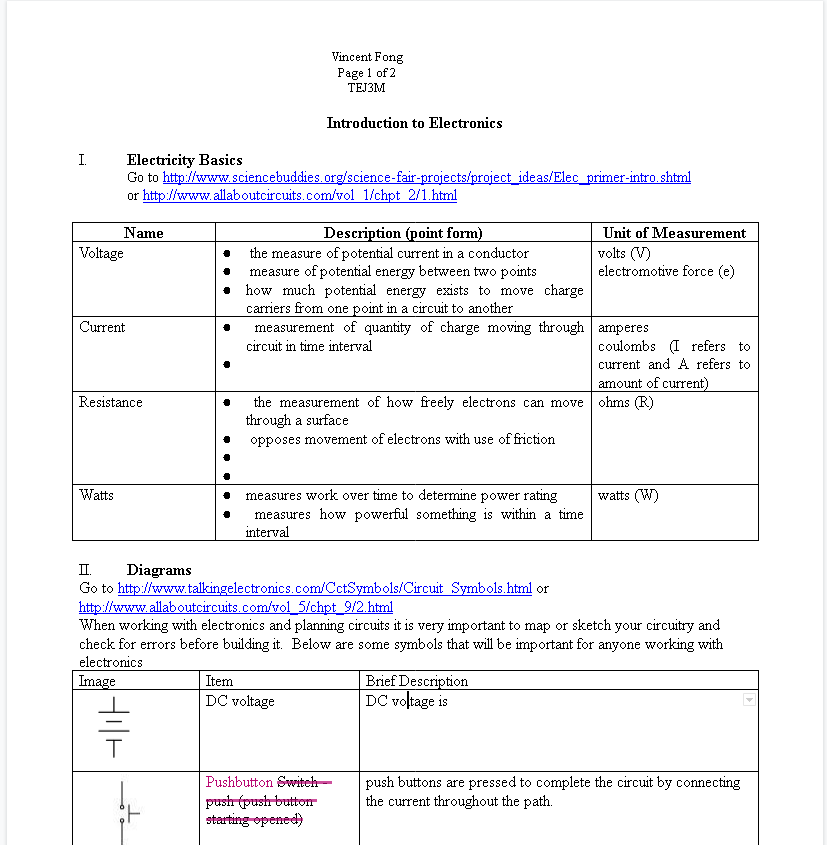 Vincent Fong
Page 1 of 2
TEJ3M
Introduction to Electronics
I. Electricity Basics
Go to http://www.sciencebuddies.org/science-fair-projects/project_ideas/Elec_primer-intro.shtml
or http://www.allaboutcircuits.com/vol_1/chpt_2/1.html
Name Description (point form) Unit of Measurement
Voltage
● the measure of potential current in a conductor
● measure of potential energy between two points
● how much potential energy exists to move charge
carriers from one point in a circuit to another
volts (V)
electromotive force (e)
Current
● measurement of quantity of charge moving through
circuit in time interval
●
amperes
coulombs (I refers to
current and A refers to
amount of current)
Resistance
● the measurement of how freely electrons can move
through a surface
● opposes movement of electrons with use of friction
●
●
ohms (R)
Watts
● measures work over time to determine power rating
● measures how powerful something is within a time
interval
watts (W)
II. Diagrams
Go to http://www.talkingelectronics.com/CctSymbols/Circuit_Symbols.html or
http://www.allaboutcircuits.com/vol_5/chpt_9/2.html
When working with electronics and planning circuits it is very important to map or sketch your circuitry and
check for errors before building it. Below are some symbols that will be important for anyone working with
electronics
Image Item Brief Description
DC voltage
DC voltage is
Pushbutton Switch –
push (push button
starting opened)
push buttons are pressed to complete the circuit by connecting
the current throughout the path.